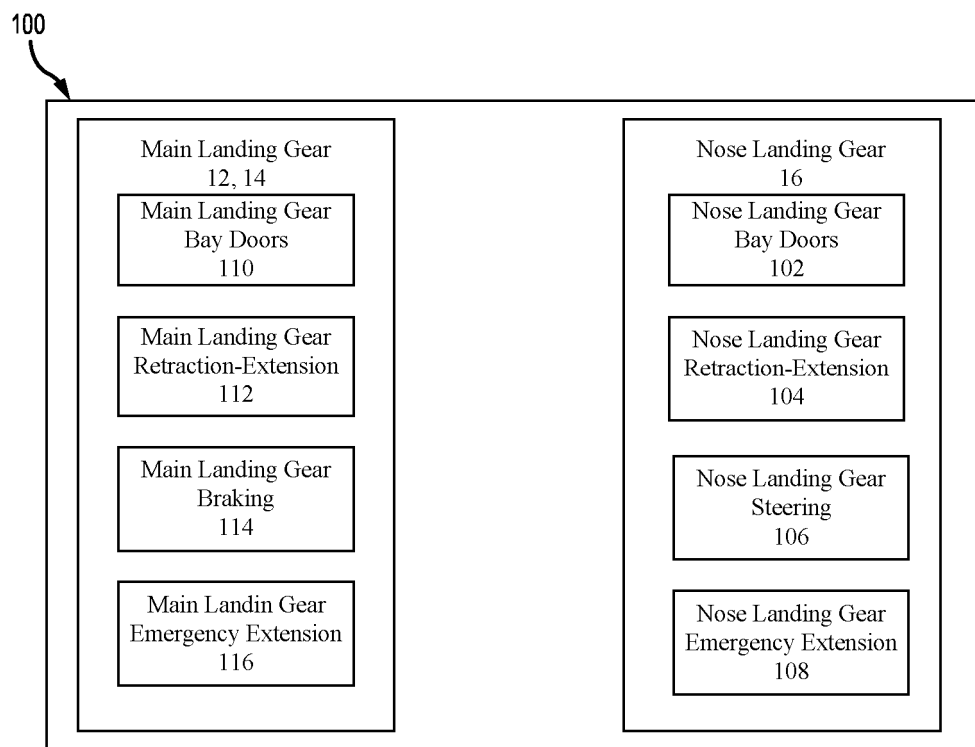 100
Main Landing Gear
12, 14
Main Landing Gear
Bay Doors
110
Main Landing Gear
Retraction-Extension
112
Main Landing Gear
Braking
114
Main Landin Gear
Emergency Extension
116
Nose Landing Gear
16
Nose Landing Gear
Bay Doors
102
Nose Landing Gear
Retraction-Extension
104
Nose Landing Gear
Steering
106
Nose Landing Gear
Emergency Extension
108